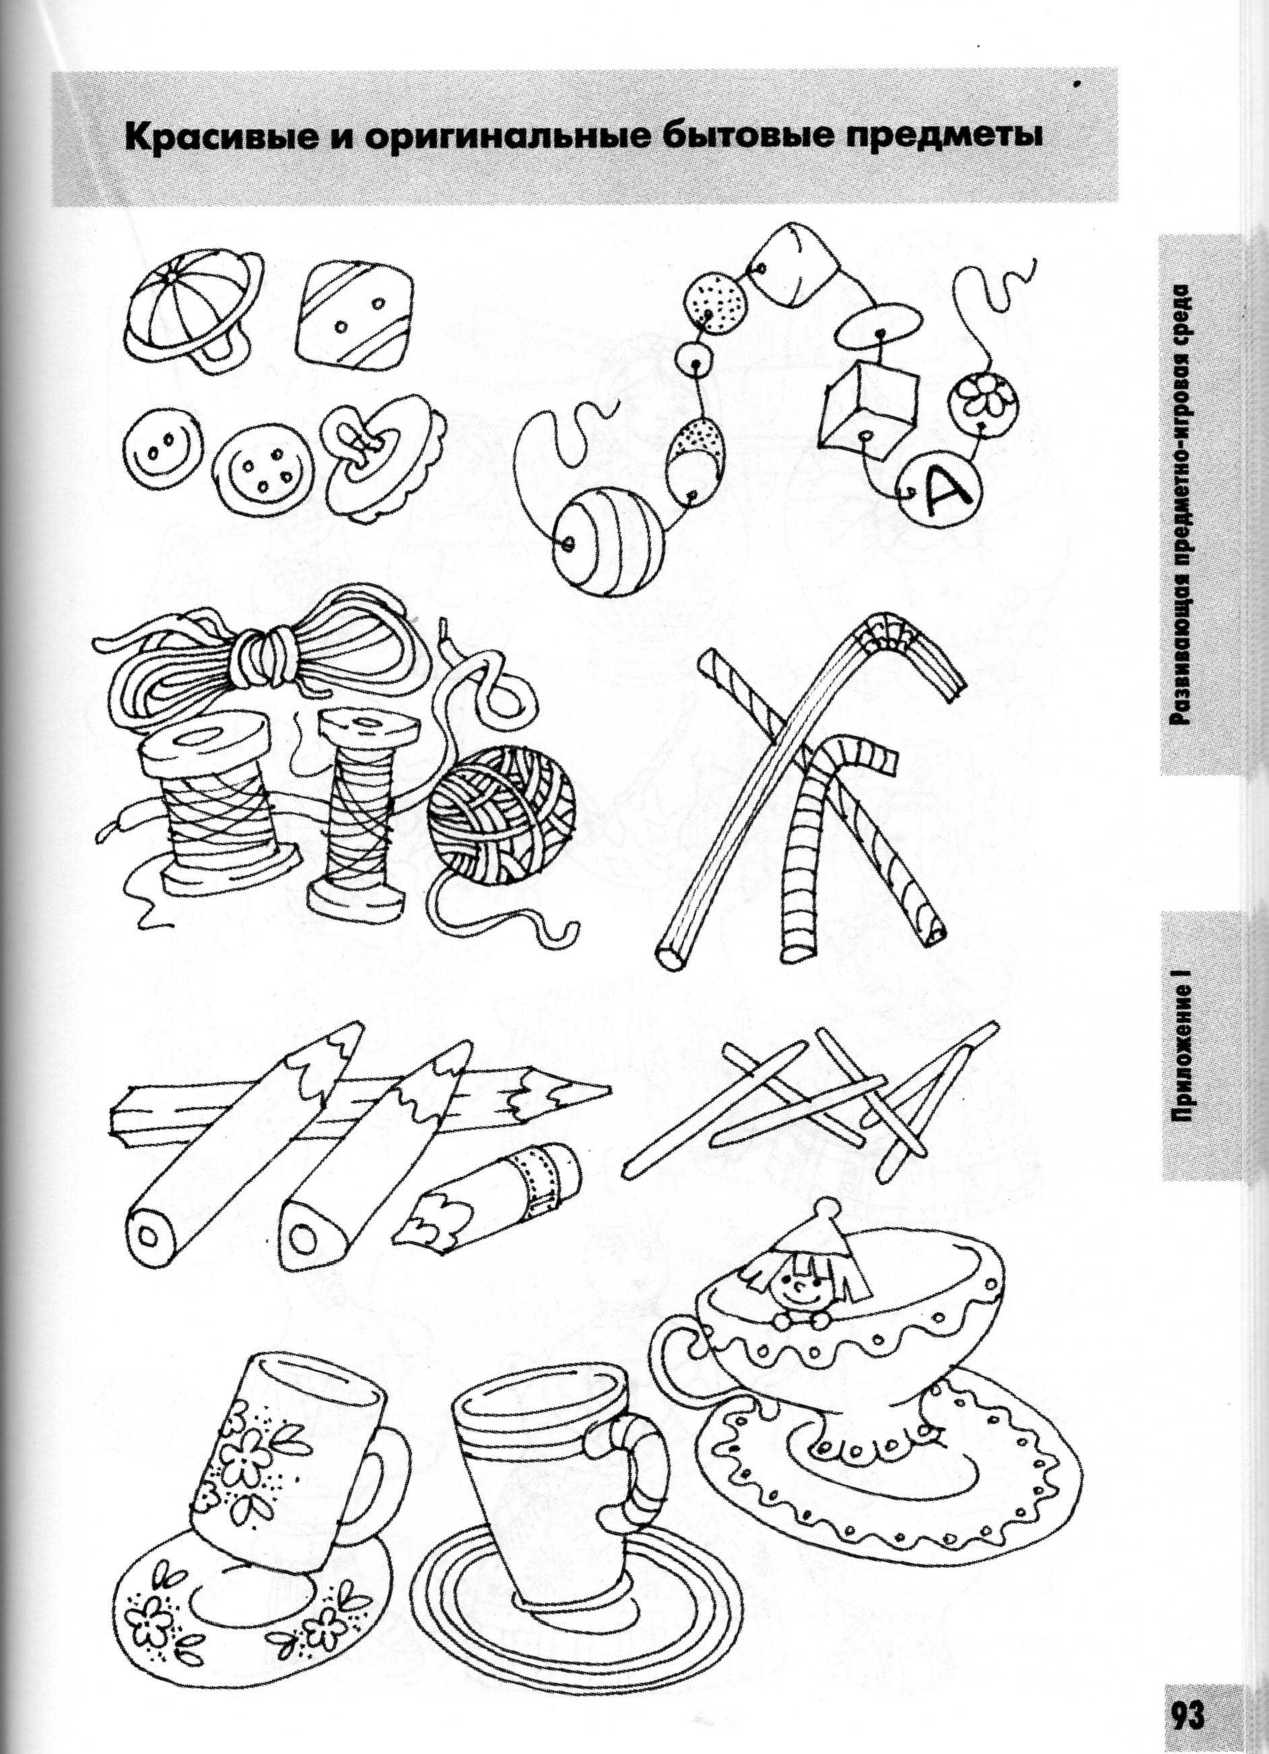 Красивые и оригинальные бытовые предметы
Развивающая предметно-игровая среда
A
Приложение I
93